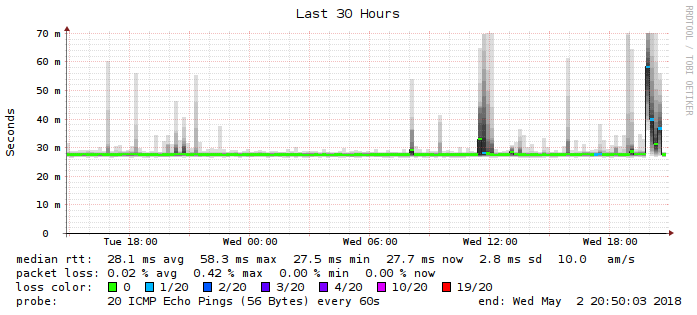 Last 30 Hours
RRDTOOL / TOBI OETIKER
Seconds
70 m
60 m
50 m
40 m
30 m
20 m
10 m
0
Tue 18:00 Wed 00:00 Wed 06:00 Wed 12:00 Wed 18:00
median rtt: 28.1 ms avg 58.3 ms max 27.5 ms min 27.7 ms now 2.8 ms sd 10.0 am/s
packet loss: 0.02 % avg 0.42 % max 0.00 % min 0.00 % now
loss color: 0 1/20 2/20 3/20 4/20 10/20 19/20
probe: 20 ICMP Echo Pings (56 Bytes) every 60s end: Wed May 2 20:50:03 2018